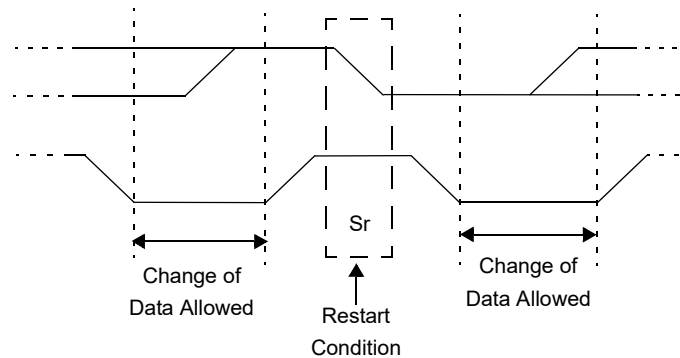 Sr
Change of
Data Allowed
Restart
Condition
Change of
Data Allowed